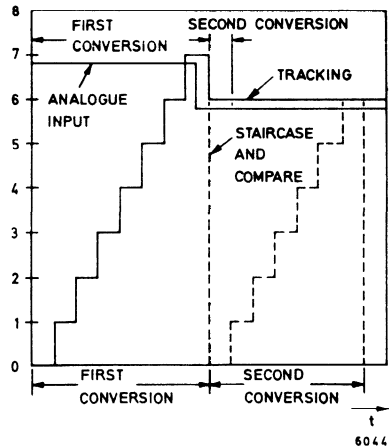 FIRST
CONVERSION
SECOND CONVERSION
TRACKING
ANALOGUE
INPUT
STAIRCASE
AND
COMPARE
8
7
6
5
4
3
2
1
0
FIRST
CONVERSION
SECOND
CONVERSION
t
6044